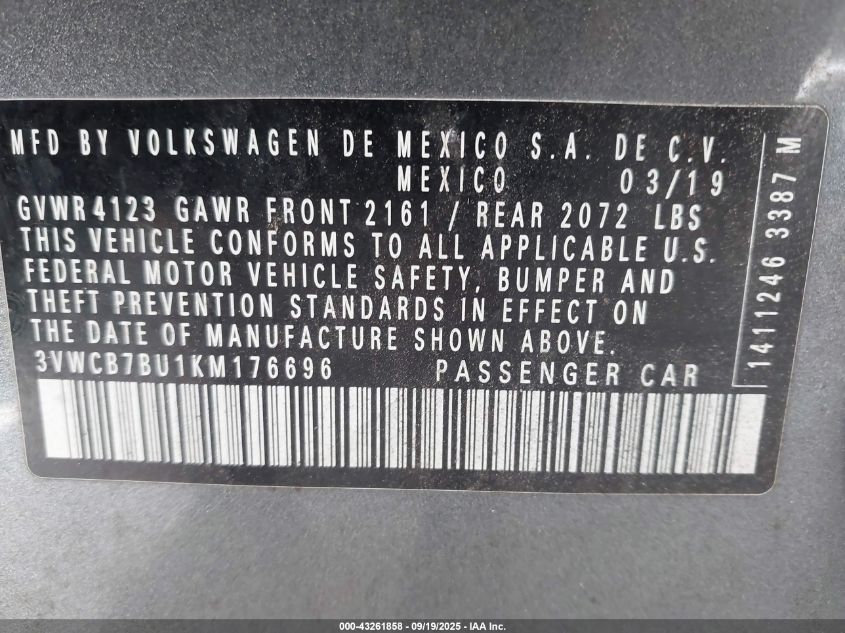 MFD BY VOLKSWAGEN DE MEXICO S.A. DE C.V.
MEXICO 03/19
GVWR 4123 GAWR FRONT 2161 / REAR 2072 LBS
THIS VEHICLE CONFORMS TO ALL APPLICABLE U.S.
FEDERAL MOTOR VEHICLE SAFETY, BUMPER AND
THEFT PREVENTION STANDARDS IN EFFECT ON
THE DATE OF MANUFACTURE SHOWN ABOVE.
3VWCB7BU1KM176696 PASSENGER CAR
1411246 3387 M
000-43261858 - 09/19/2025 - IAA Inc.